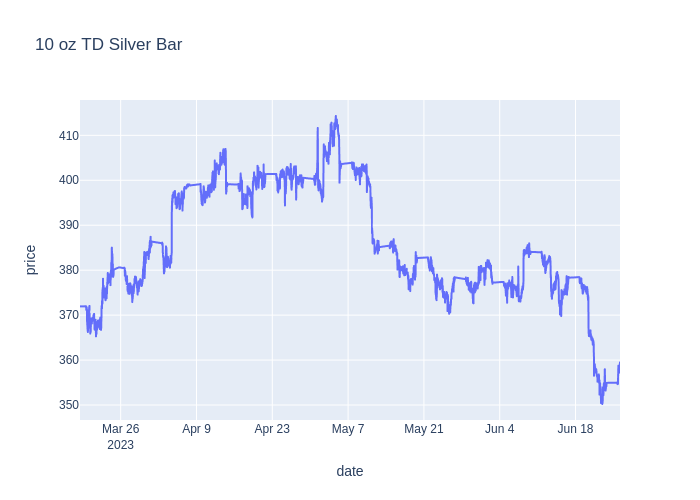 10 oz TD Silver Bar
410
400
390
380
370
360
350
price
Mar 26
2023
Apr 9
Apr 23
May 7
May 21
Jun 4
Jun 18
date